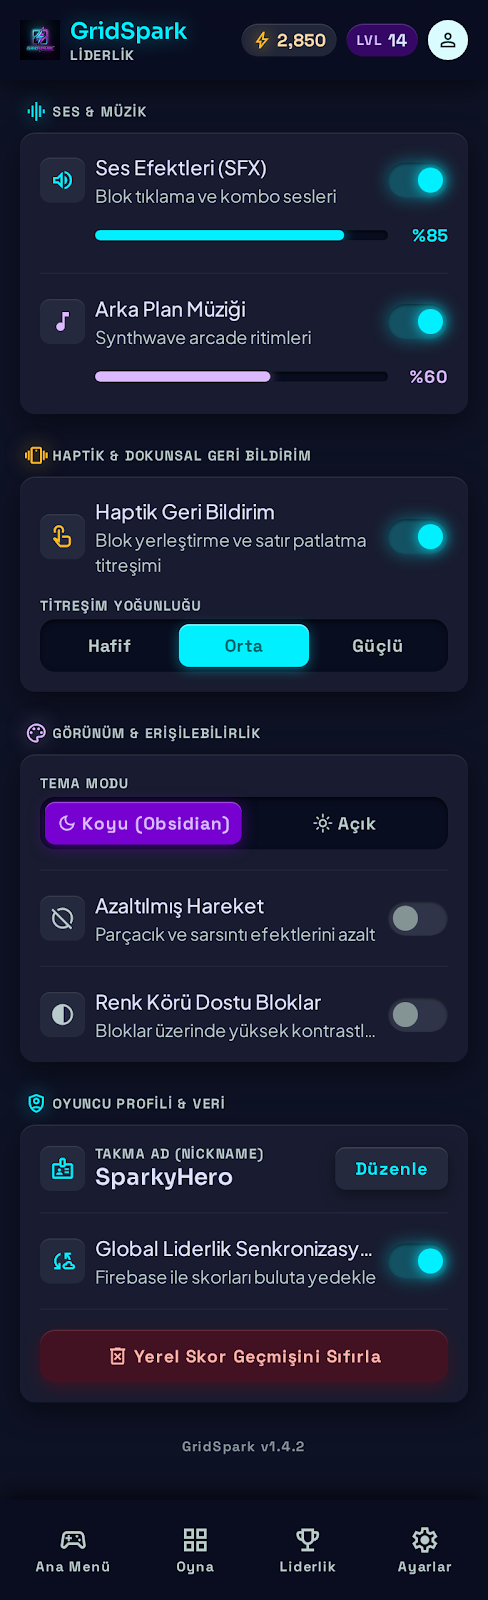 GridSpark
LİDERLİK
2,850
LVL 14
SES & MÜZİK
Ses Efektleri (SFX)
Blok tıklama ve kombo sesleri
%85
Arka Plan Müziği
Synthwave arcade ritimleri
%60
HAPTİK & DOKUNSAL GERİ BİLDİRİM
Haptik Geri Bildirim
Blok yerleştirme ve satır patlatma
titreşimi
TİTREŞİM YOĞUNLUĞU
Hafif Orta Güçlü
GÖRÜNÜM & ERİŞİLEBİLİRLİK
TEMA MODU
Koyu (Obsidian) Açık
Azaltılmış Hareket
Parçacık ve sarsıntı efektlerini azalt
Renk Körü Dostu Bloklar
Bloklar üzerinde yüksek kontrastl...
OYUNCU PROFİLİ & VERİ
TAKMA AD (NİCKNAME)
SparkyHero
Düzenle
Global Liderlik Senkronizasy...
Firebase ile skorları buluta yedekle
Yerel Skor Geçmişini Sıfırla
GridSpark v1.4.2
Ana Menü Oyna Liderlik Ayarlar